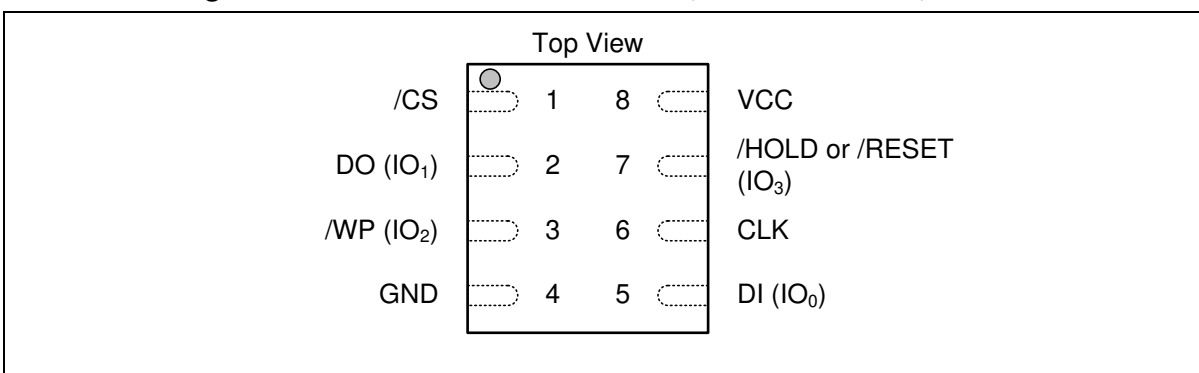 Top View
/CS 1 8 VCC
DO (IO₁) 2 7 /HOLD or /RESET
(IO₃)
/WP (IO₂) 3 6 CLK
GND 4 5 DI (IO₀)